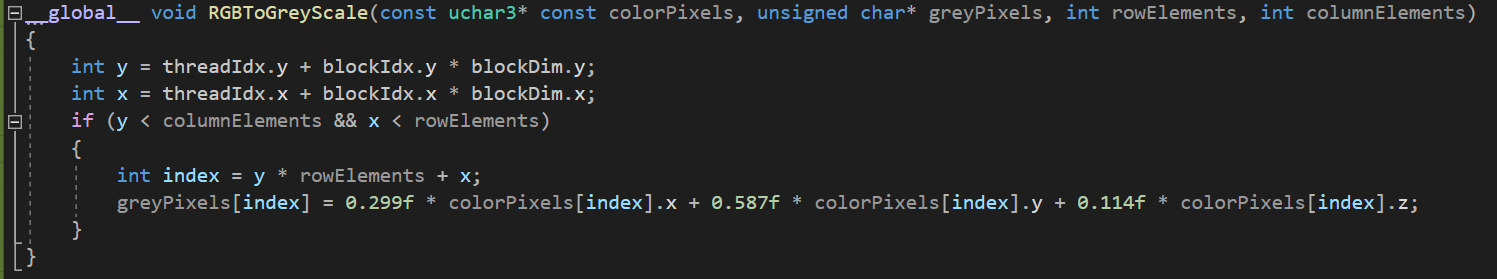 __global__ void RGBToGreyScale(const uchar3* const colorPixels, unsigned char* greyPixels, int rowElements, int columnElements)
{
    int y = threadIdx.y + blockIdx.y * blockDim.y;
    int x = threadIdx.x + blockIdx.x * blockDim.x;
    if (y < columnElements && x < rowElements)
    {
        int index = y * rowElements + x;
        greyPixels[index] = 0.299f * colorPixels[index].x + 0.587f * colorPixels[index].y + 0.114f * colorPixels[index].z;
    }
}